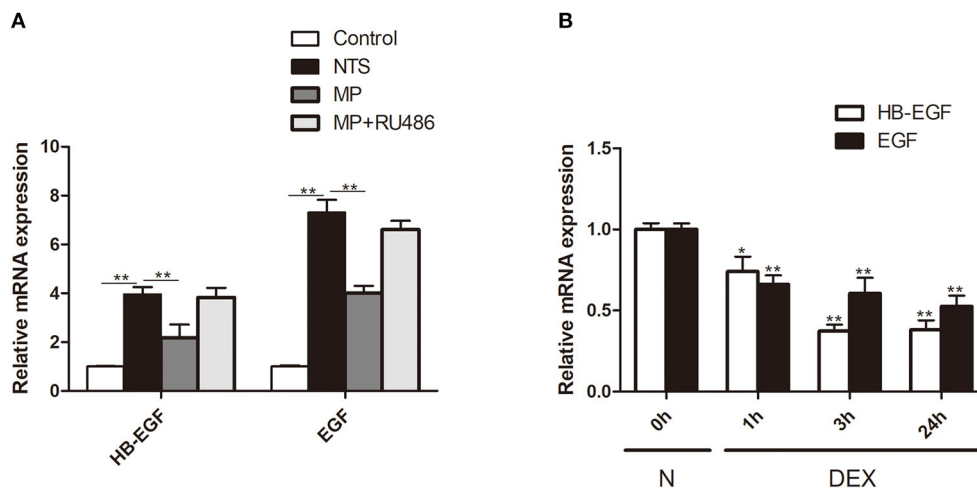 A
Control
NTS
MP
MP+RU486
Relative mRNA expression
10
8
6
4
2
0
**
**
**
**
HB-EGF
EGF
B
HB-EGF
EGF
Relative mRNA expression
1.5
1.0
0.5
0.0
*
**
**
**
**
**
0h
1h
3h
24h
N
DEX